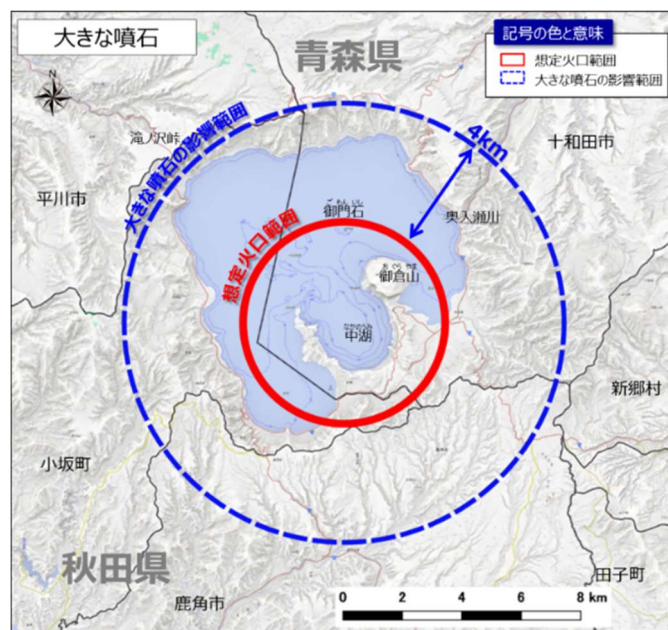 大きな噴石
青森県
記号の色と意味
想定火口範囲
大きな噴石の影響範囲
N
滝ノ沢峠
大きな噴石の影響範囲
4km
十和田市
平川市
御門石
奥入瀬川
想定火口範囲
御倉山
中湖
新郷村
小坂町
秋田県
鹿角市
田子町
0 2 4 6 8 km